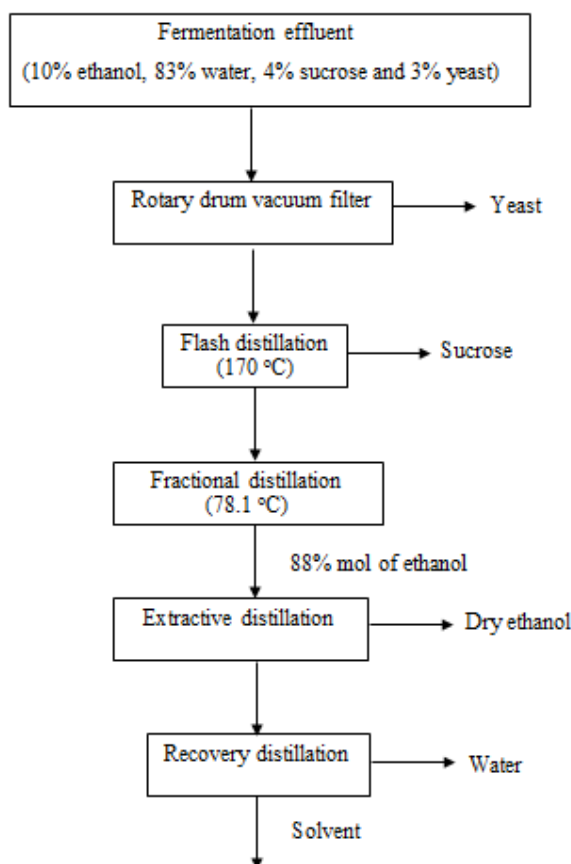 Fermentation effluent
(10% ethanol, 83% water, 4% sucrose and 3% yeast)
Rotary drum vacuum filter
Yeast
Flash distillation
(170 °C)
Sucrose
Fractional distillation
(78.1 °C)
88% mol of ethanol
Extractive distillation
Dry ethanol
Recovery distillation
Water
Solvent